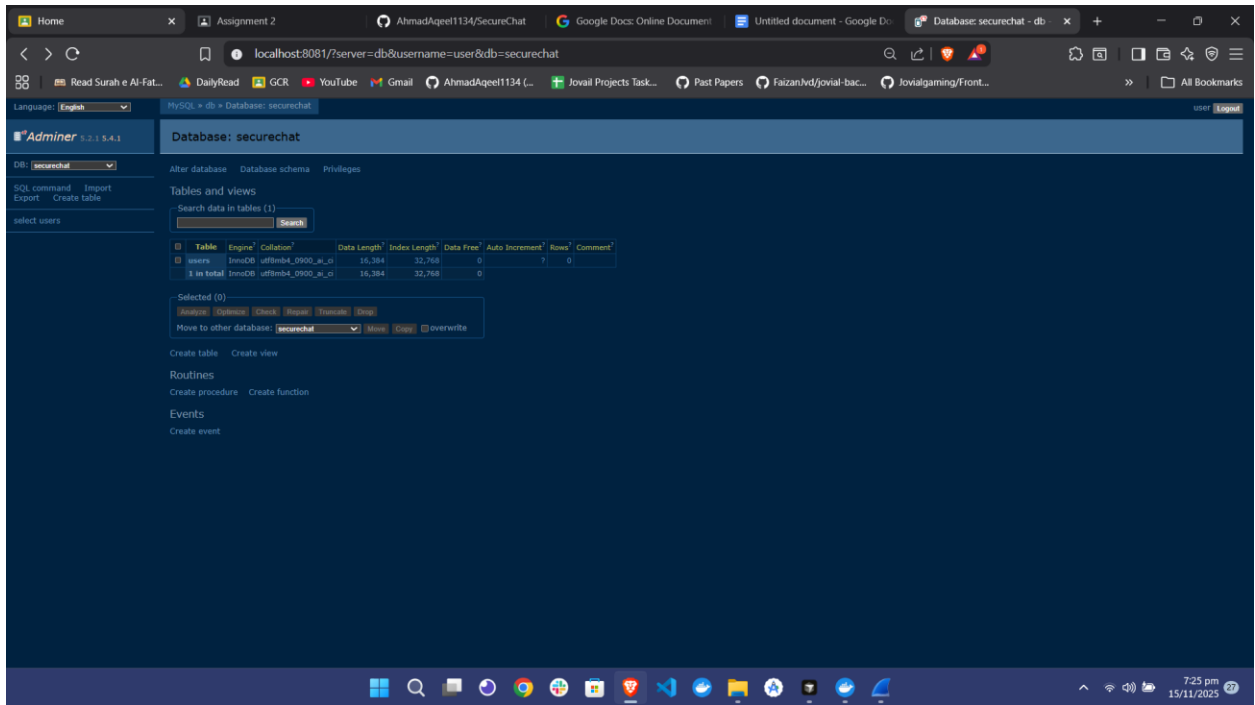 Home
Assignment 2
AhmadAqeel1134/SecureChat
Google Docs: Online Document
Untitled document - Google Do
Database: securechat - db -
localhost:8081/?server=db&username=user&db=securechat
Read Surah e Al-Fat...
DailyRead
GCR
YouTube
Gmail
AhmadAqeel1134 (...
Jovail Projects Task...
Past Papers
FaizanJvd/jovial-bac...
Jovialgaming/Front...
»
All Bookmarks
Language: English
MySQL » db » Database: securechat
user Logout
Adminer 5.2.1 5.4.1
Database: securechat
DB: securechat
Alter database Database schema Privileges
SQL command Import
Export Create table
select users
Tables and views
Search data in tables (1)
Search
Table Engine? Collation? Data Length? Index Length? Data Free? Auto Increment? Rows? Comment?
users InnoDB utf8mb4_0900_ai_ci 16,384 32,768 0 ? 0
1 in total InnoDB utf8mb4_0900_ai_ci 16,384 32,768 0
Selected (0)
Analyze Optimize Check Repair Truncate Drop
Move to other database: securechat Move Copy overwrite
Create table Create view
Routines
Create procedure Create function
Events
Create event
7:25 pm
15/11/2025
27